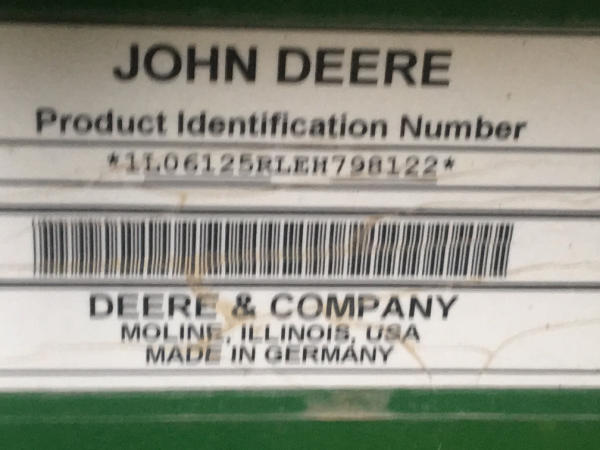 JOHN DEERE
Product Identification Number
*1L06125RLEH798122*
DEERE & COMPANY
MOLINE, ILLINOIS, USA
MADE IN GERMANY